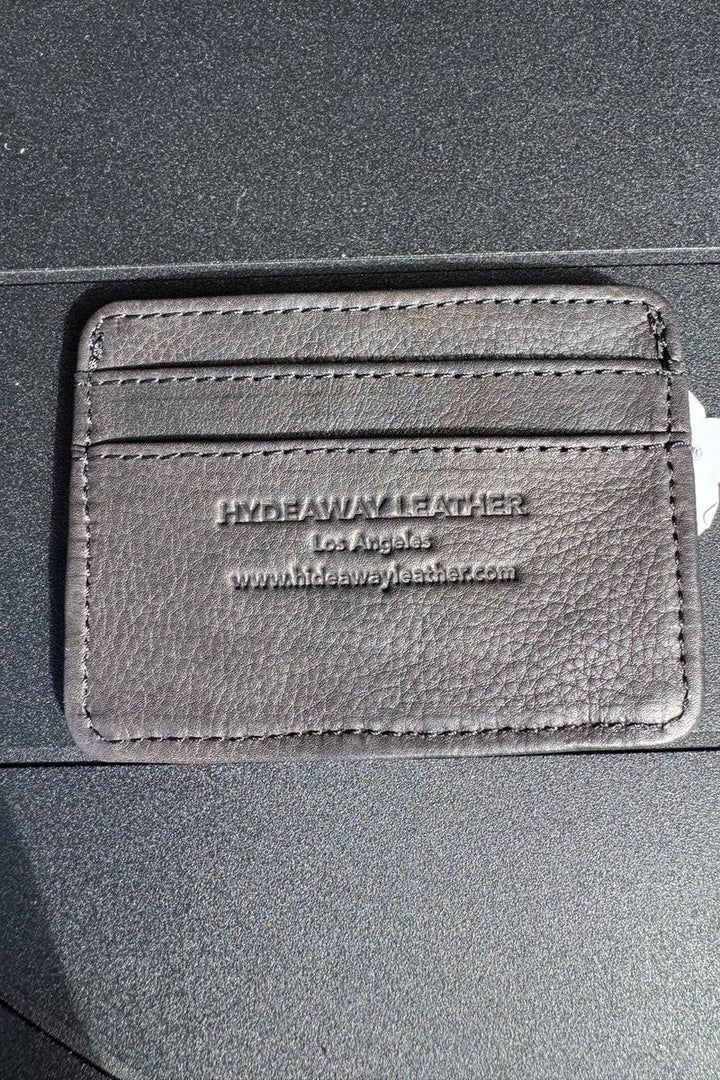 HYDEAWAY LEATHER
Los Angeles
www.hideawayleather.com